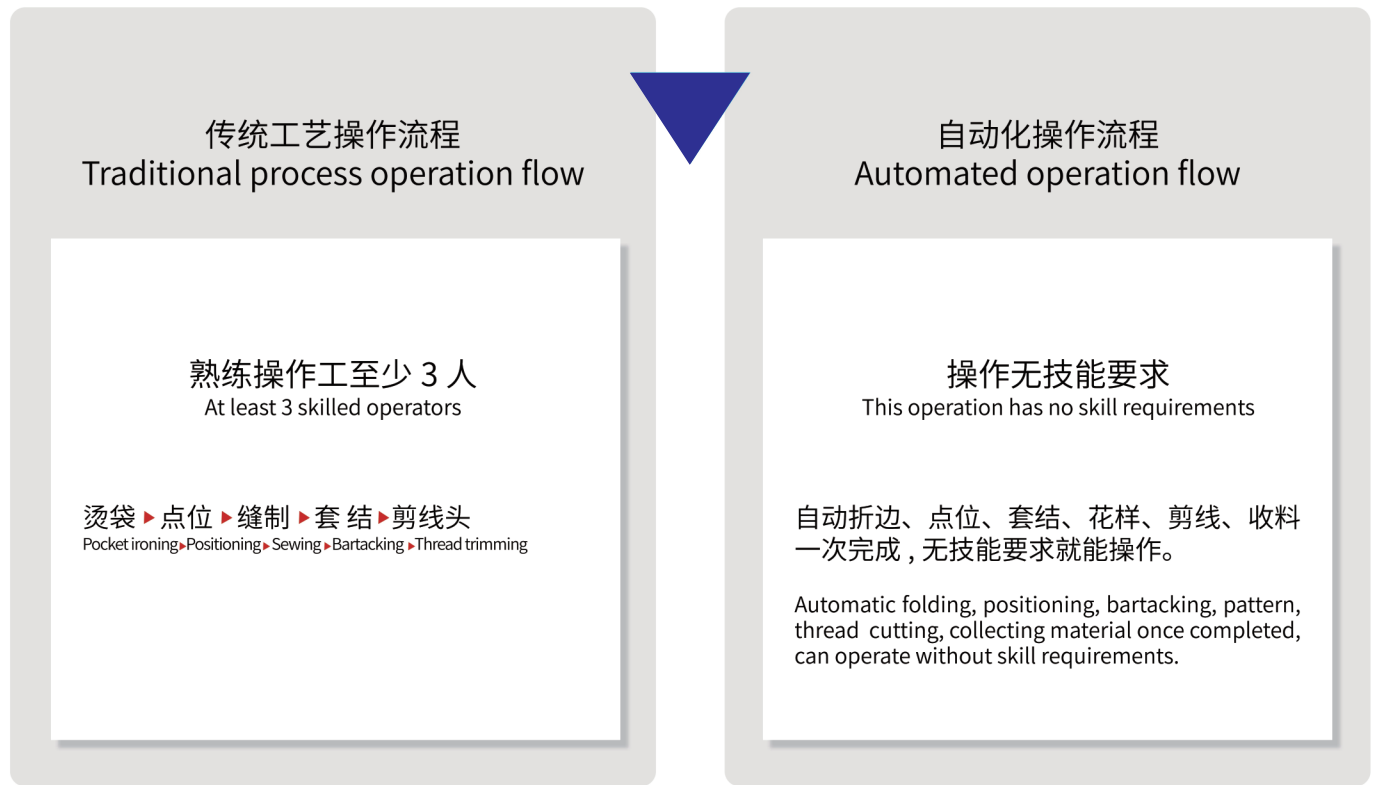 传统工艺操作流程
Traditional process operation flow
熟练操作工至少 3 人
At least 3 skilled operators
烫袋▶点位▶缝制▶套 结▶剪线头
Pocket ironing▶Positioning▶Sewing▶Bartacking ▶Thread trimming
自动化操作流程
Automated operation flow
操作无技能要求
This operation has no skill requirements
自动折边、点位、套结、花样、剪线、收料
一次完成 , 无技能要求就能操作。
Automatic folding, positioning, bartacking, pattern,
thread cutting, collecting material once completed,
can operate without skill requirements.